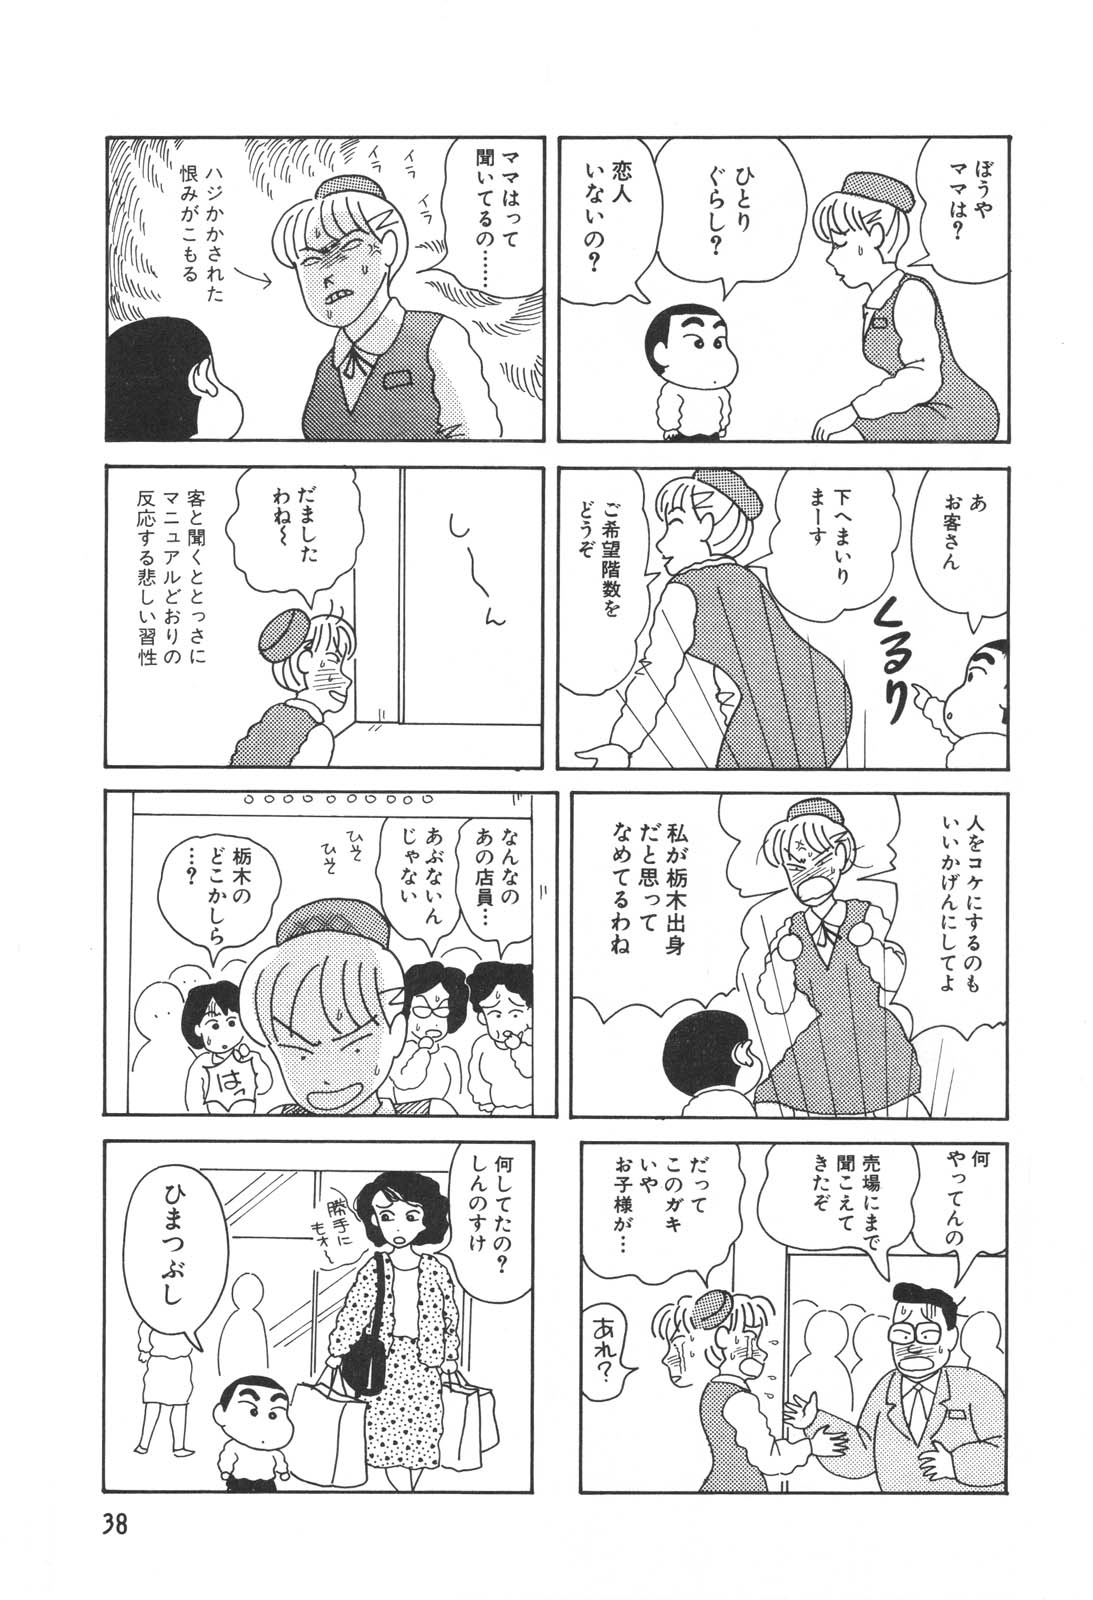 ぼうや
ママは?
ひとり
ぐらし?
恋人
いないの?
ママはって
聞いてるの……
イラ
イラ
イラ
ハジかかされた
恨みがこもる
あ
お客さん
くるり
下へまいり
まーす
ご希望階数を
どうぞ
し〜〜ん
だました
わね〜
客と聞くととっさに
マニュアルどおりの
反応する悲しい習性
人をコケにするのも
いいかげんにしてよ
私が栃木出身
だと思って
なめてるわね
なんなの
あの店員…
あぶないん
じゃない
ひそ
ひそ
栃木の
どこかしら
…?
はっ
何
やってんの
売場にまで
聞こえて
きたぞ
だって
このガキ
いや
お子様が…
あれ?
何してたの?
しんのすけ
勝手に
もオ〜
ひまつぶし
38